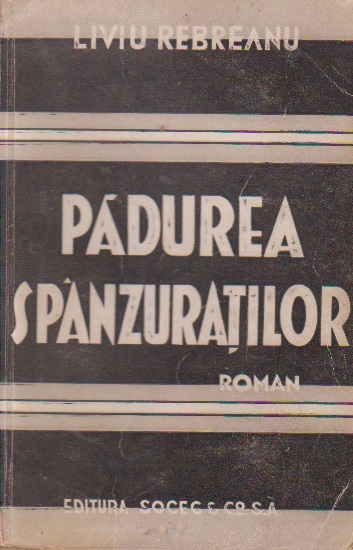 LIVIU REBREANU
PĂDUREA
SPÂNZURAȚILOR
ROMAN
EDITURA SOCEC & Co. S.A.